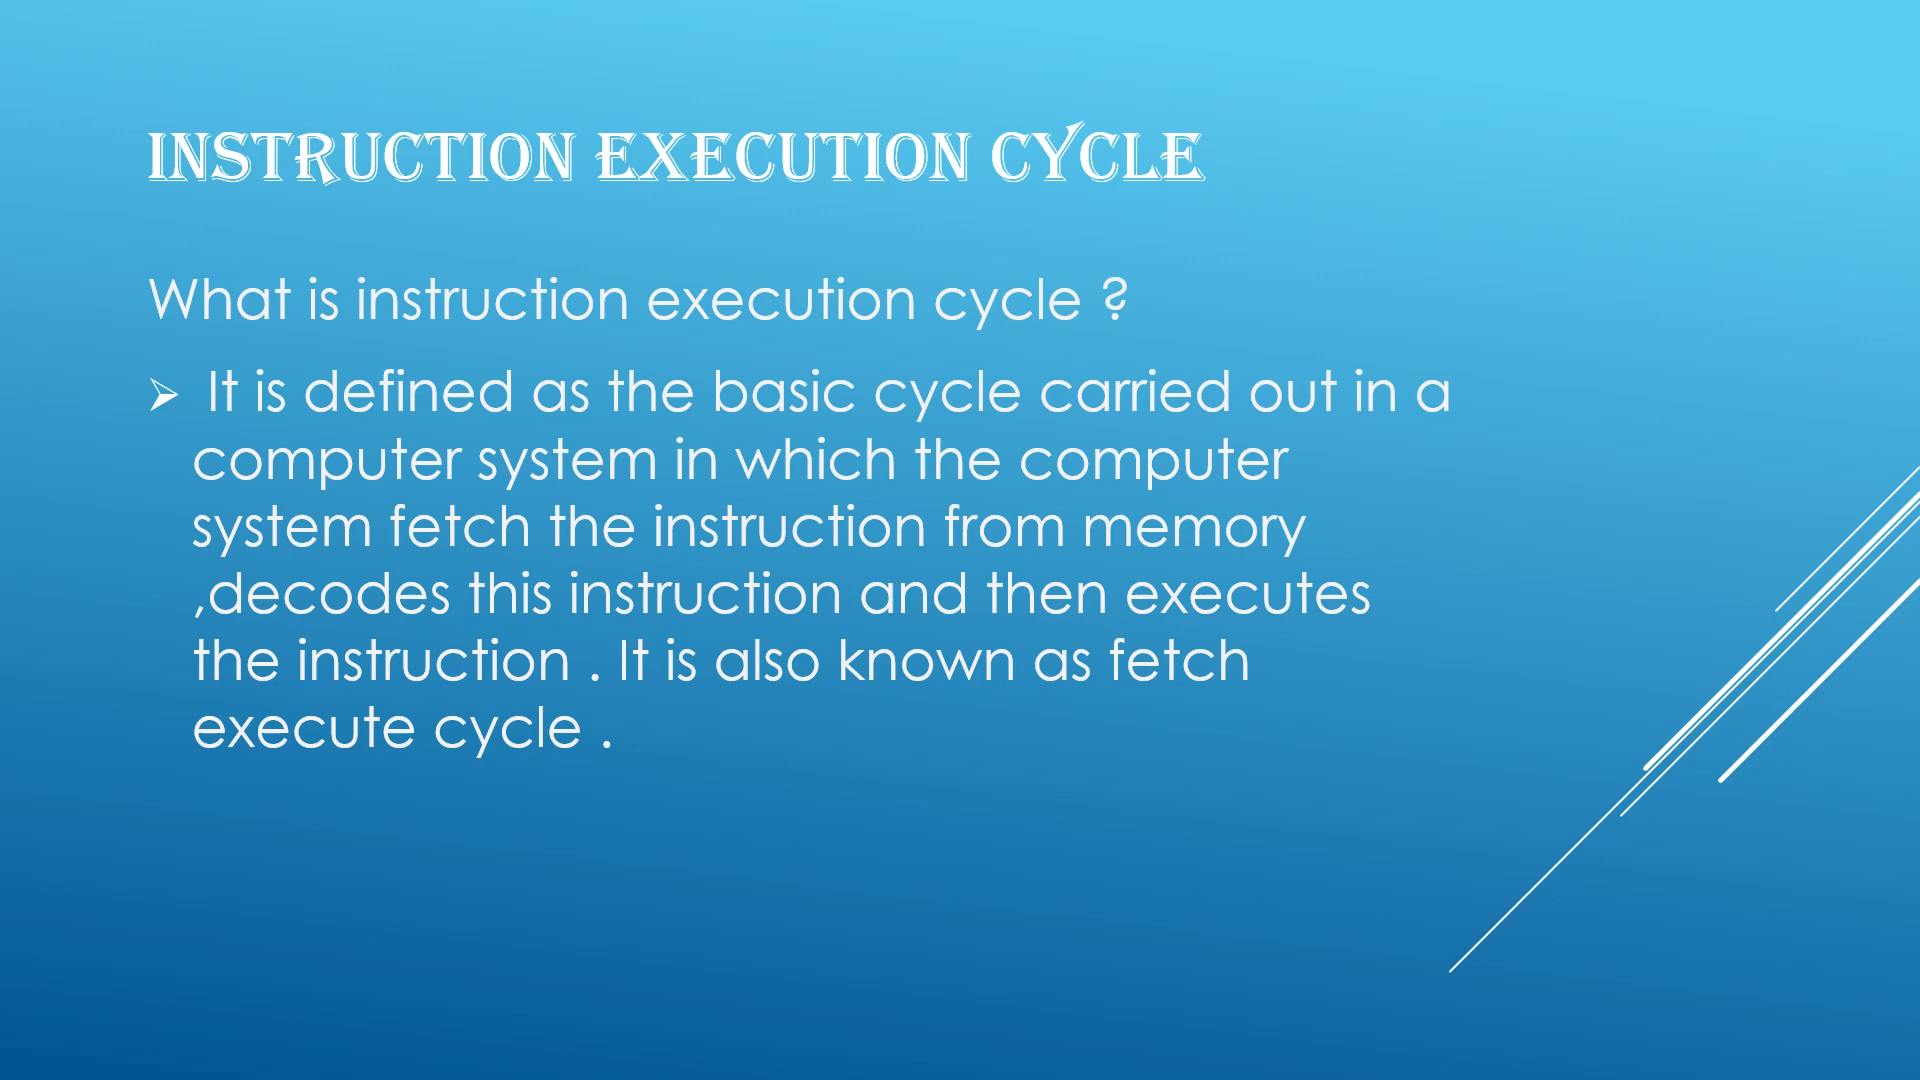 INSTRUCTION EXECUTION CYCLE
What is instruction execution cycle ?
➢ It is defined as the basic cycle carried out in a
computer system in which the computer
system fetch the instruction from memory
,decodes this instruction and then executes
the instruction . It is also known as fetch
execute cycle .